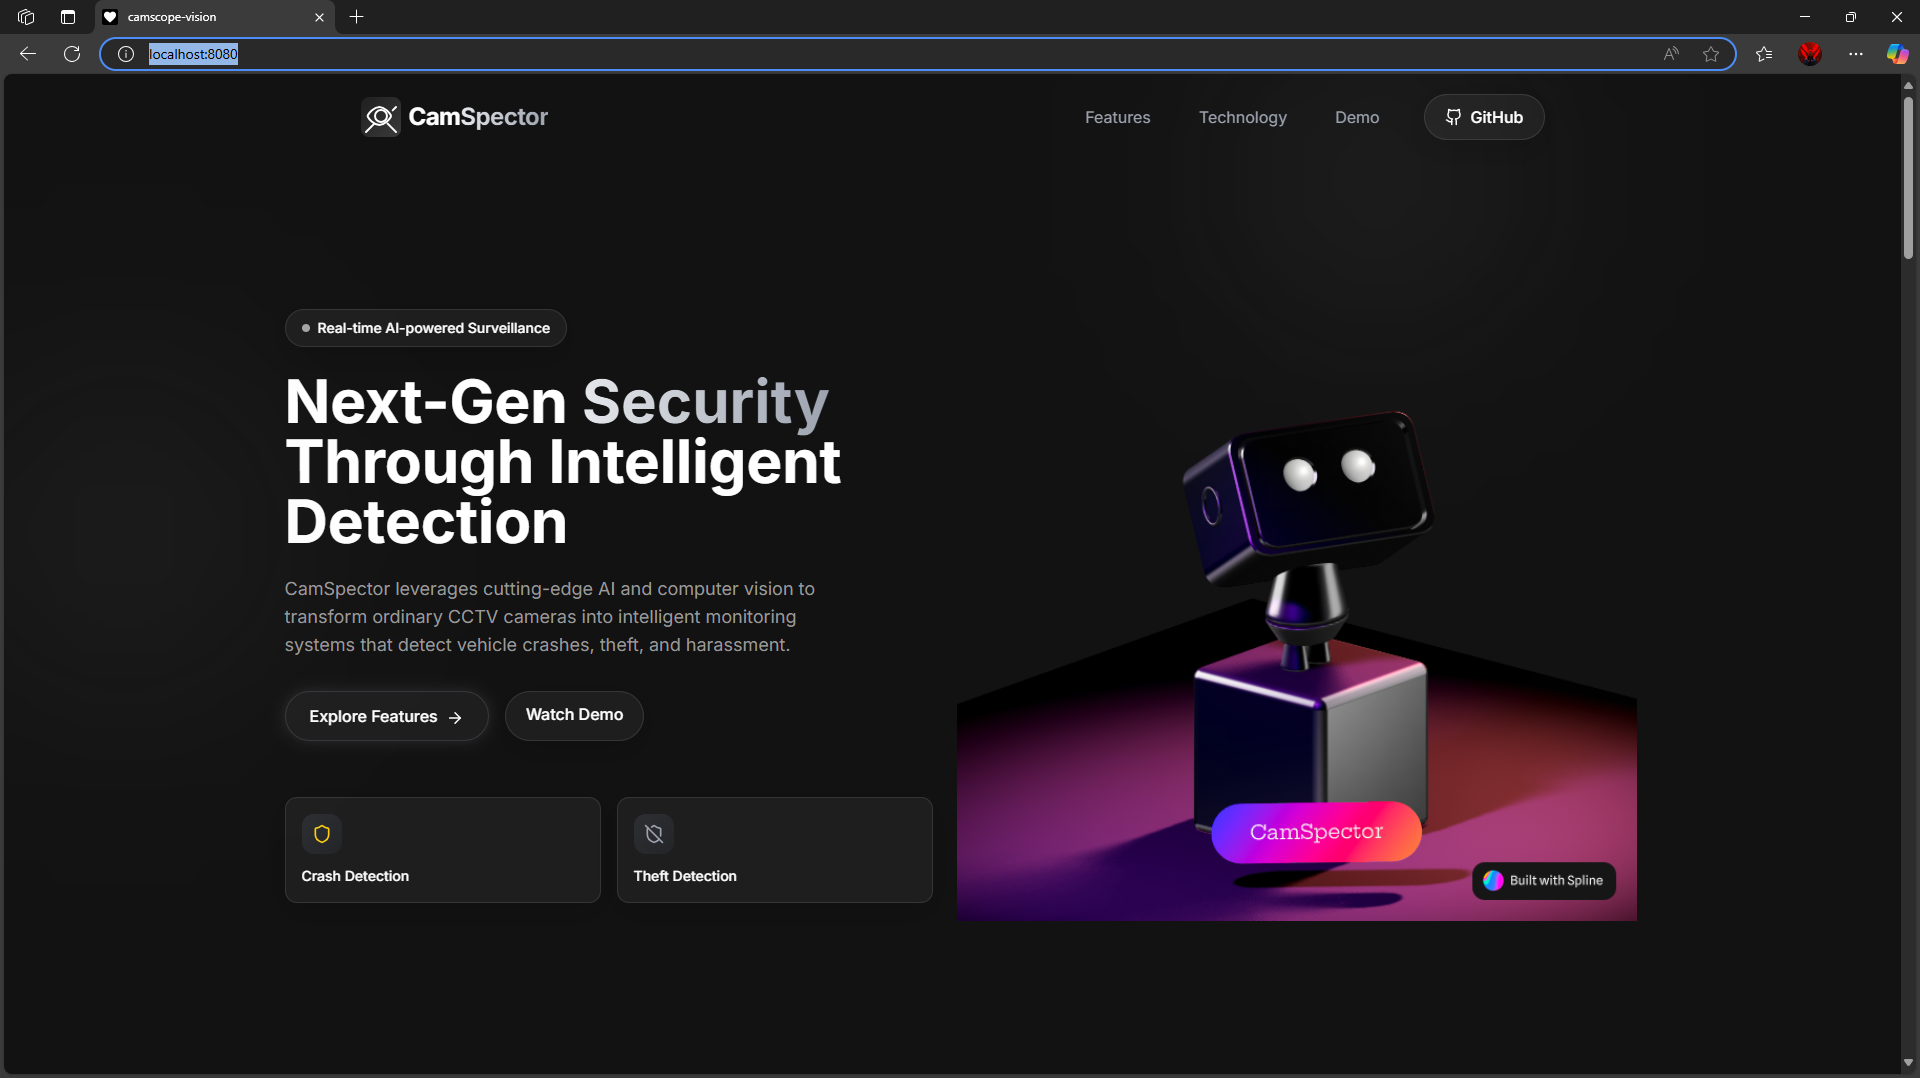 camscope-vision
localhost:8080
CamSpector
Features
Technology
Demo
GitHub
Real-time AI-powered Surveillance
Next-Gen Security
Through Intelligent
Detection
CamSpector leverages cutting-edge AI and computer vision to
transform ordinary CCTV cameras into intelligent monitoring
systems that detect vehicle crashes, theft, and harassment.
Explore Features →
Watch Demo
Crash Detection
Theft Detection
CamSpector
Built with Spline